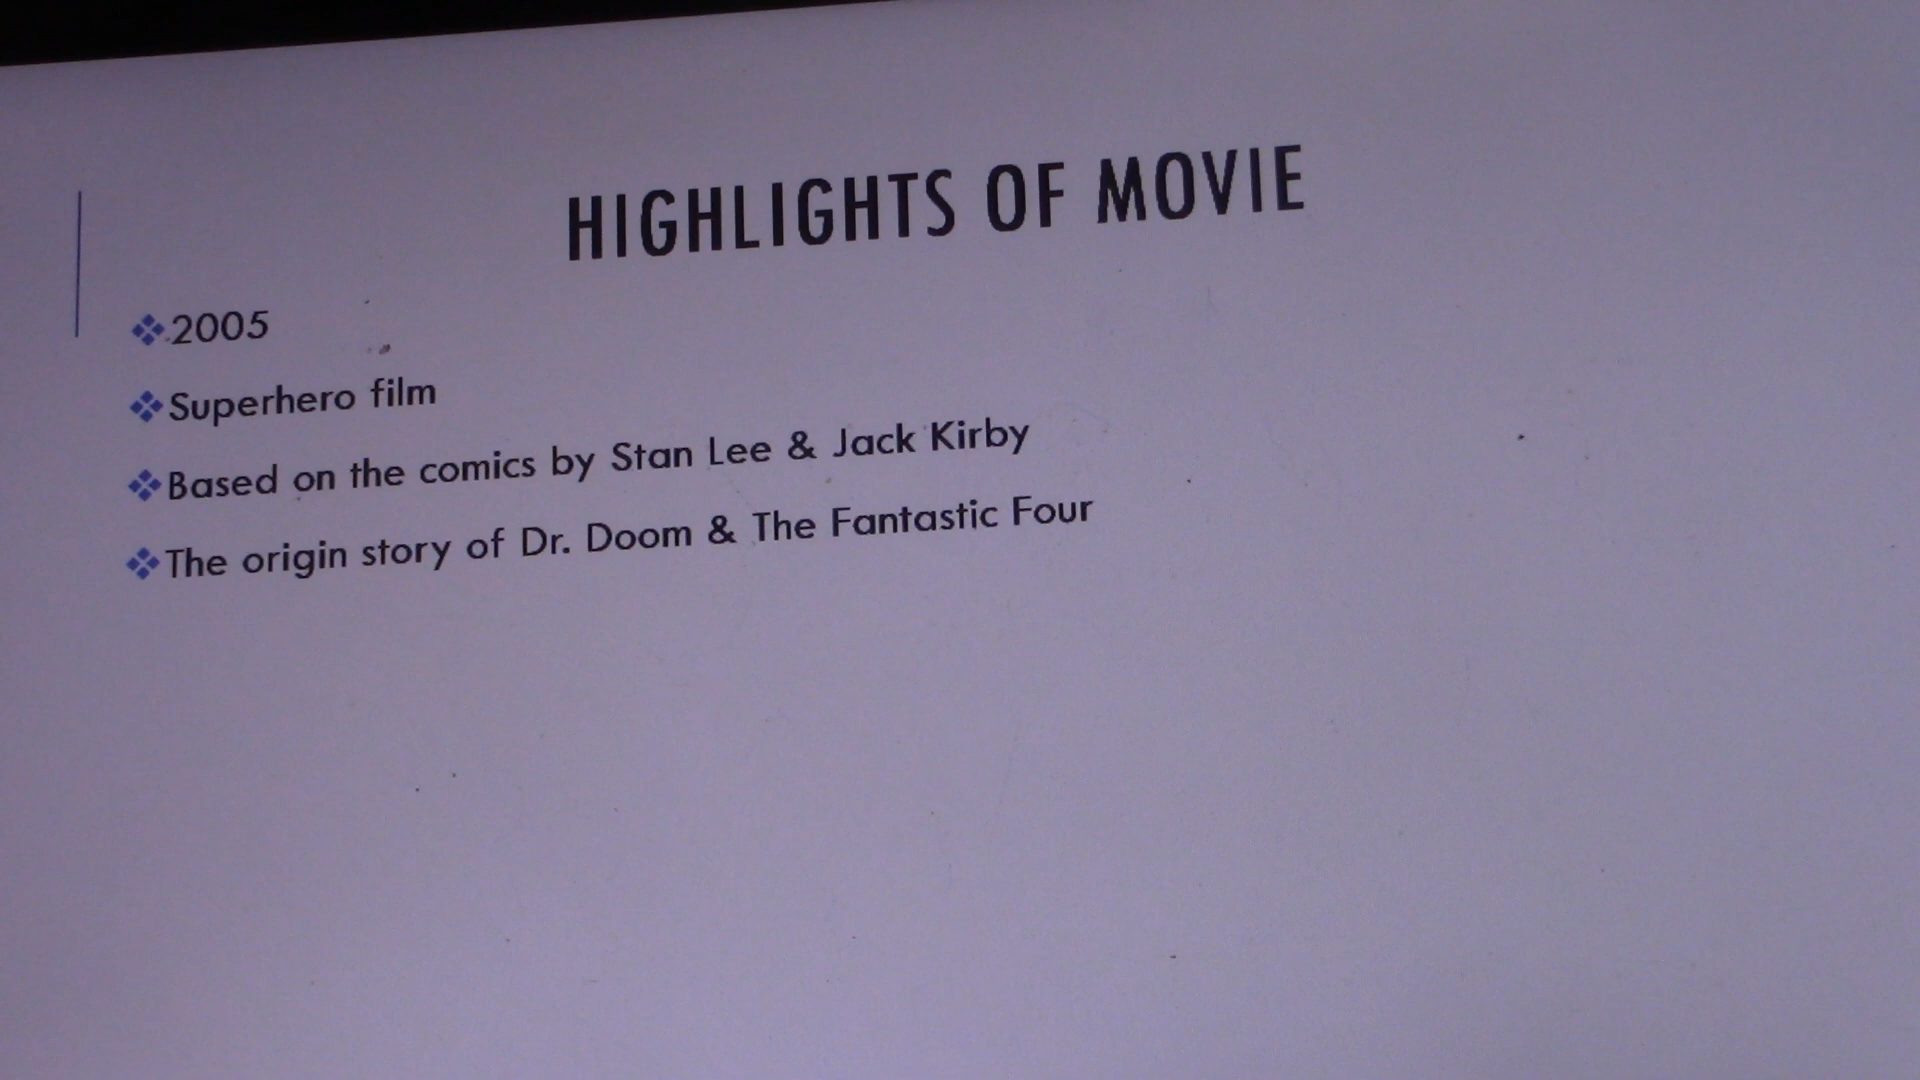 HIGHLIGHTS OF MOVIE
2005
Superhero film
Based on the comics by Stan Lee & Jack Kirby
The origin story of Dr. Doom & The Fantastic Four